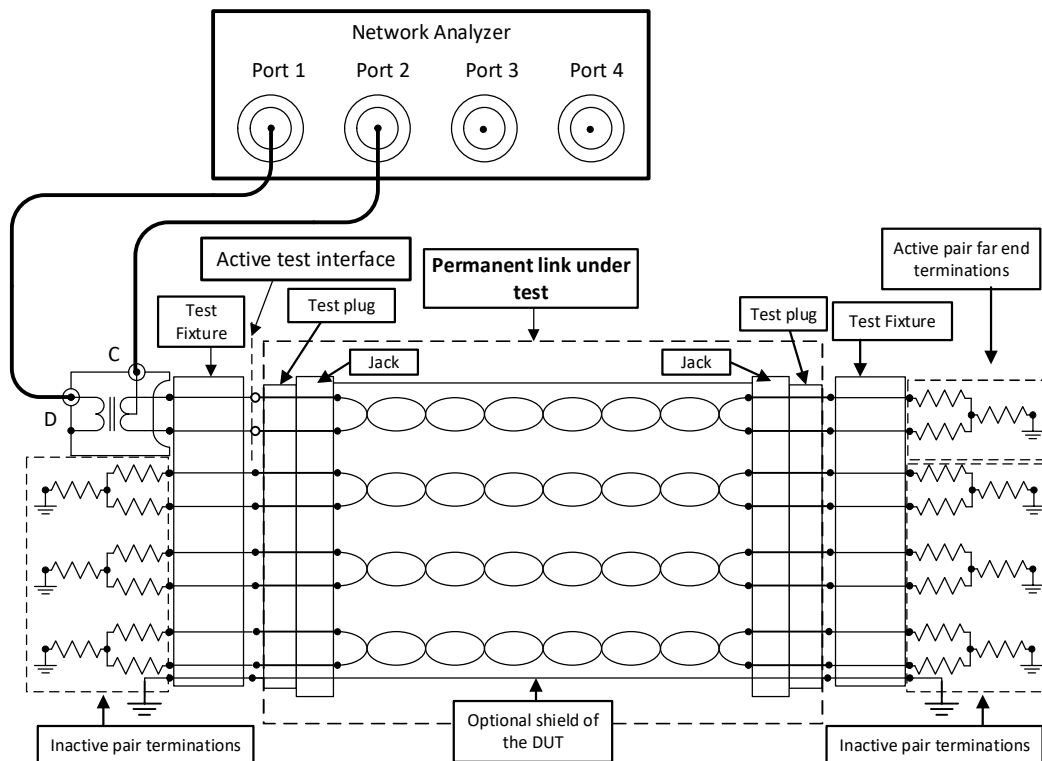 Network Analyzer
Port 1
Port 2
Port 3
Port 4
Active test interface
Permanent link under
test
Active pair far end
terminations
Test
Fixture
Test plug
Jack
Jack
Test plug
Test Fixture
C
D
Inactive pair terminations
Optional shield of
the DUT
Inactive pair terminations